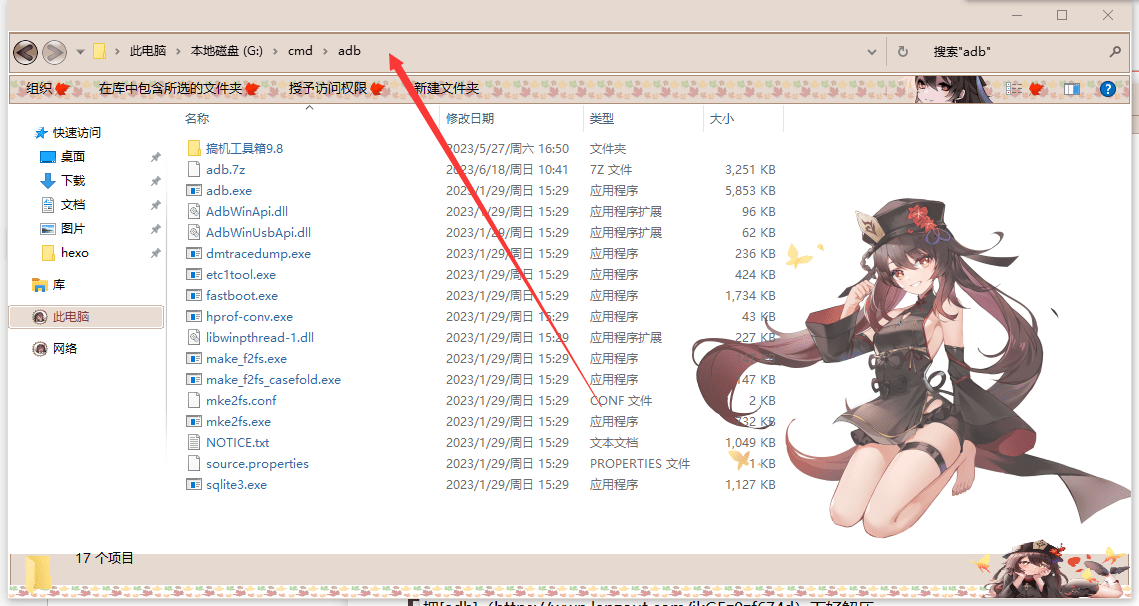 此电脑 › 本地磁盘 (G:) › cmd › adb 搜索"adb"
组织 在库中包含所选的文件夹 授予访问权限 新建文件夹
名称 修改日期 类型 大小
快速访问
桌面
下载
文档
图片
hexo
库
此电脑
网络
搞机工具箱9.8 2023/5/27/周六 16:50 文件夹
adb.7z 2023/6/18/周日 10:41 7Z 文件 3,251 KB
adb.exe 2023/1/29/周日 15:29 应用程序 5,853 KB
AdbWinApi.dll 2023/1/29/周日 15:29 应用程序扩展 96 KB
AdbWinUsbApi.dll 2023/1/29/周日 15:29 应用程序扩展 62 KB
dmtracedump.exe 2023/1/29/周日 15:29 应用程序 236 KB
etc1tool.exe 2023/1/29/周日 15:29 应用程序 424 KB
fastboot.exe 2023/1/29/周日 15:29 应用程序 1,734 KB
hprof-conv.exe 2023/1/29/周日 15:29 应用程序 43 KB
libwinpthread-1.dll 2023/1/29/周日 15:29 应用程序扩展 227 KB
make_f2fs.exe 2023/1/29/周日 15:29 应用程序
make_f2fs_casefold.exe 2023/1/29/周日 15:29 应用程序 KB
mke2fs.conf 2023/1/29/周日 15:29 CONF 文件 2 KB
mke2fs.exe 2023/1/29/周日 15:29 应用程序 732 KB
NOTICE.txt 2023/1/29/周日 15:29 文本文档 1,049 KB
source.properties 2023/1/29/周日 15:29 PROPERTIES 文件 1 KB
sqlite3.exe 2023/1/29/周日 15:29 应用程序 1,127 KB
17 个项目